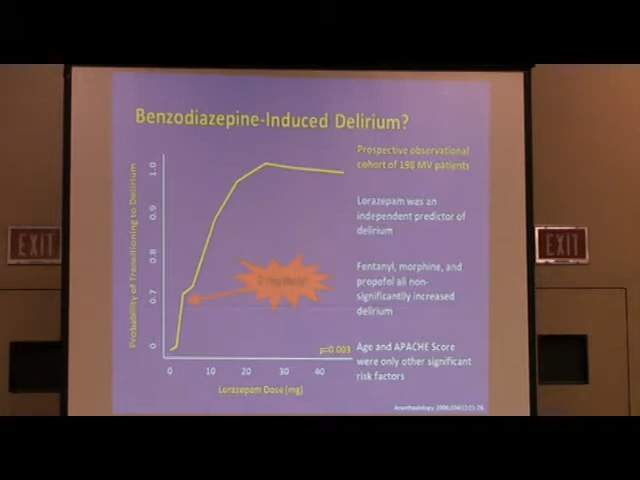 Benzodiazepine-Induced Delirium?
Prospective observational
cohort of 198 MV patients
Lorazepam was an
independent predictor of
delirium
Fentanyl, morphine, and
propofol all non-
significantlly increased
delirium
Age and APACHE Score
were only other significant
risk factors
Probability of Transitioning to Delirium
1.0
0.9
0.8
0.7
0
p=0.003
0 10 20 30 40
Lorazepam Dose (mg)
EXIT
EXIT